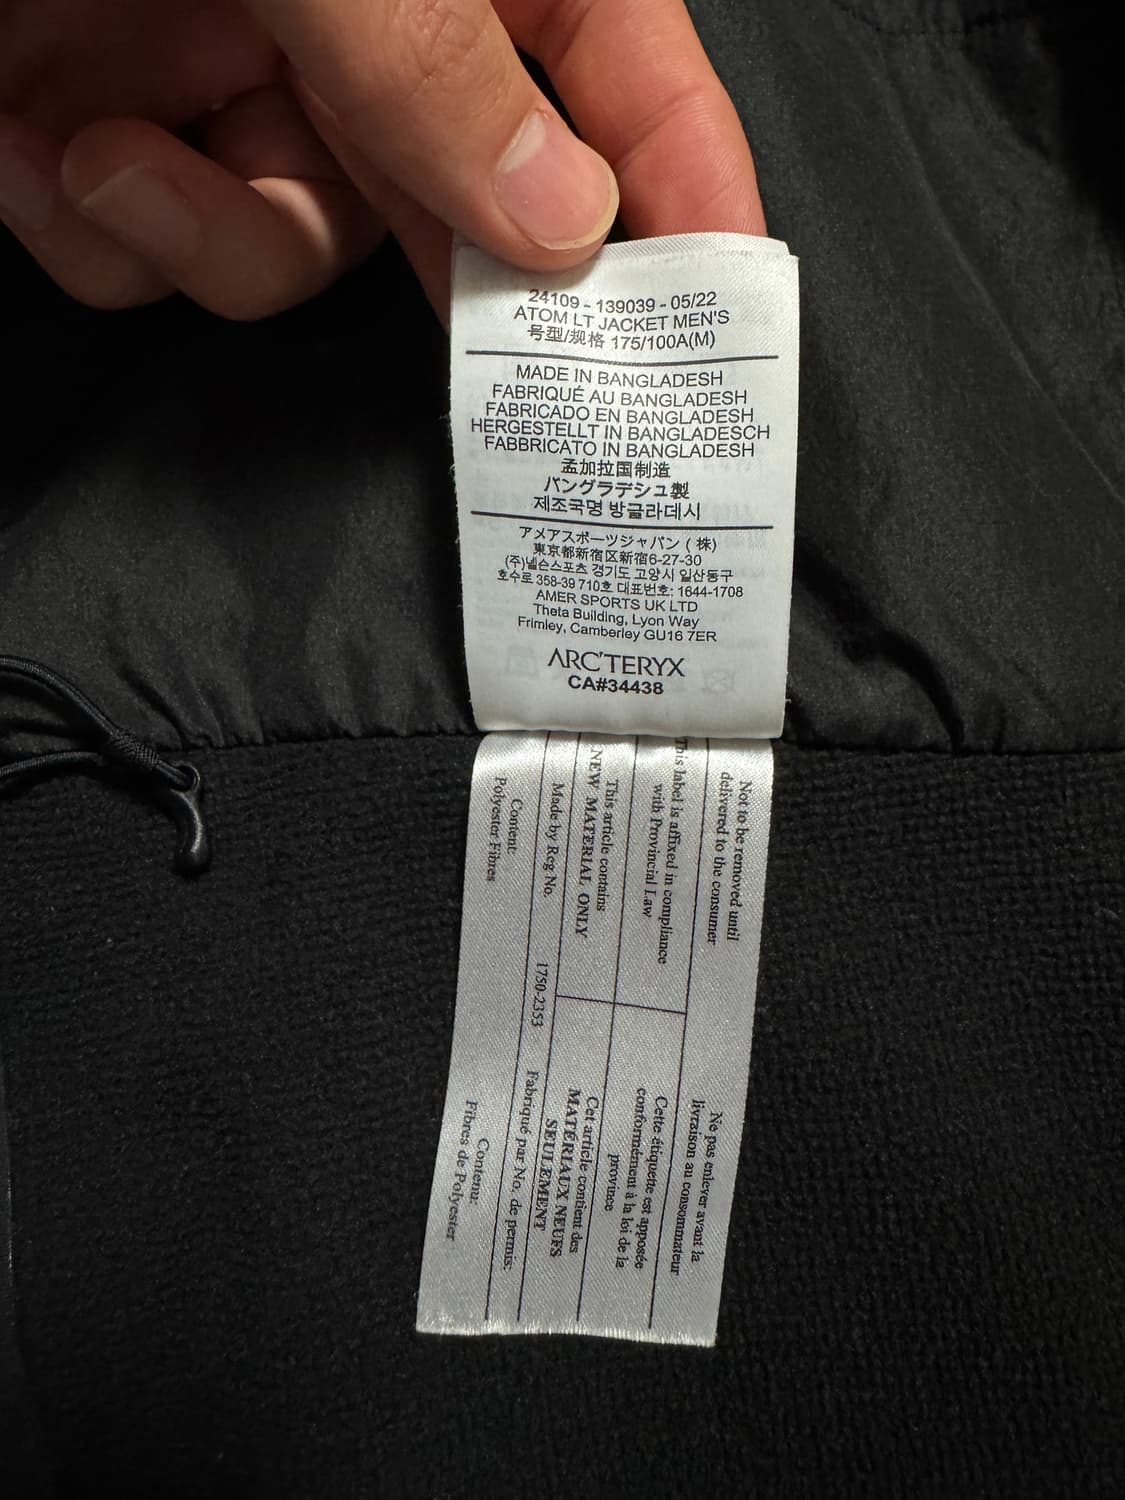 24109 - 139039 - 05/22
ATOM LT JACKET MEN'S
号型/规格 175/100A(M)
MADE IN BANGLADESH
FABRIQUÉ AU BANGLADESH
FABRICADO EN BANGLADESH
HERGESTELLT IN BANGLADESCH
FABBRICATO IN BANGLADESH
孟加拉国制造
バングラデシュ製
제조국명 방글라데시
アメアスポーツジャパン ( 株)
東京都新宿区新宿6-27-30
(주)넬슨스포츠 경기도 고양시 일산동구
호수로 358-39 710호 대표번호: 1644-1708
AMER SPORTS UK LTD
Theta Building, Lyon Way
Frimley, Camberley GU16 7ER
ARC'TERYX
CA#34438
Not to be removed until
delivered to the consumer
Ne pas enlever avant la
livraison au consommateur
This label is affixed in compliance
with Provincial Law
Cette étiquette est apposée
conformément à la loi de la
province
This article contains
NEW MATERIAL ONLY
Cet article contient des
MATÉRIAUX NEUFS
SEULEMENT
Made by Reg No. 1750-2353 Fabriqué par No. de permis:
Content:
Polyester Fibres
Contenu:
Fibres de Polyester